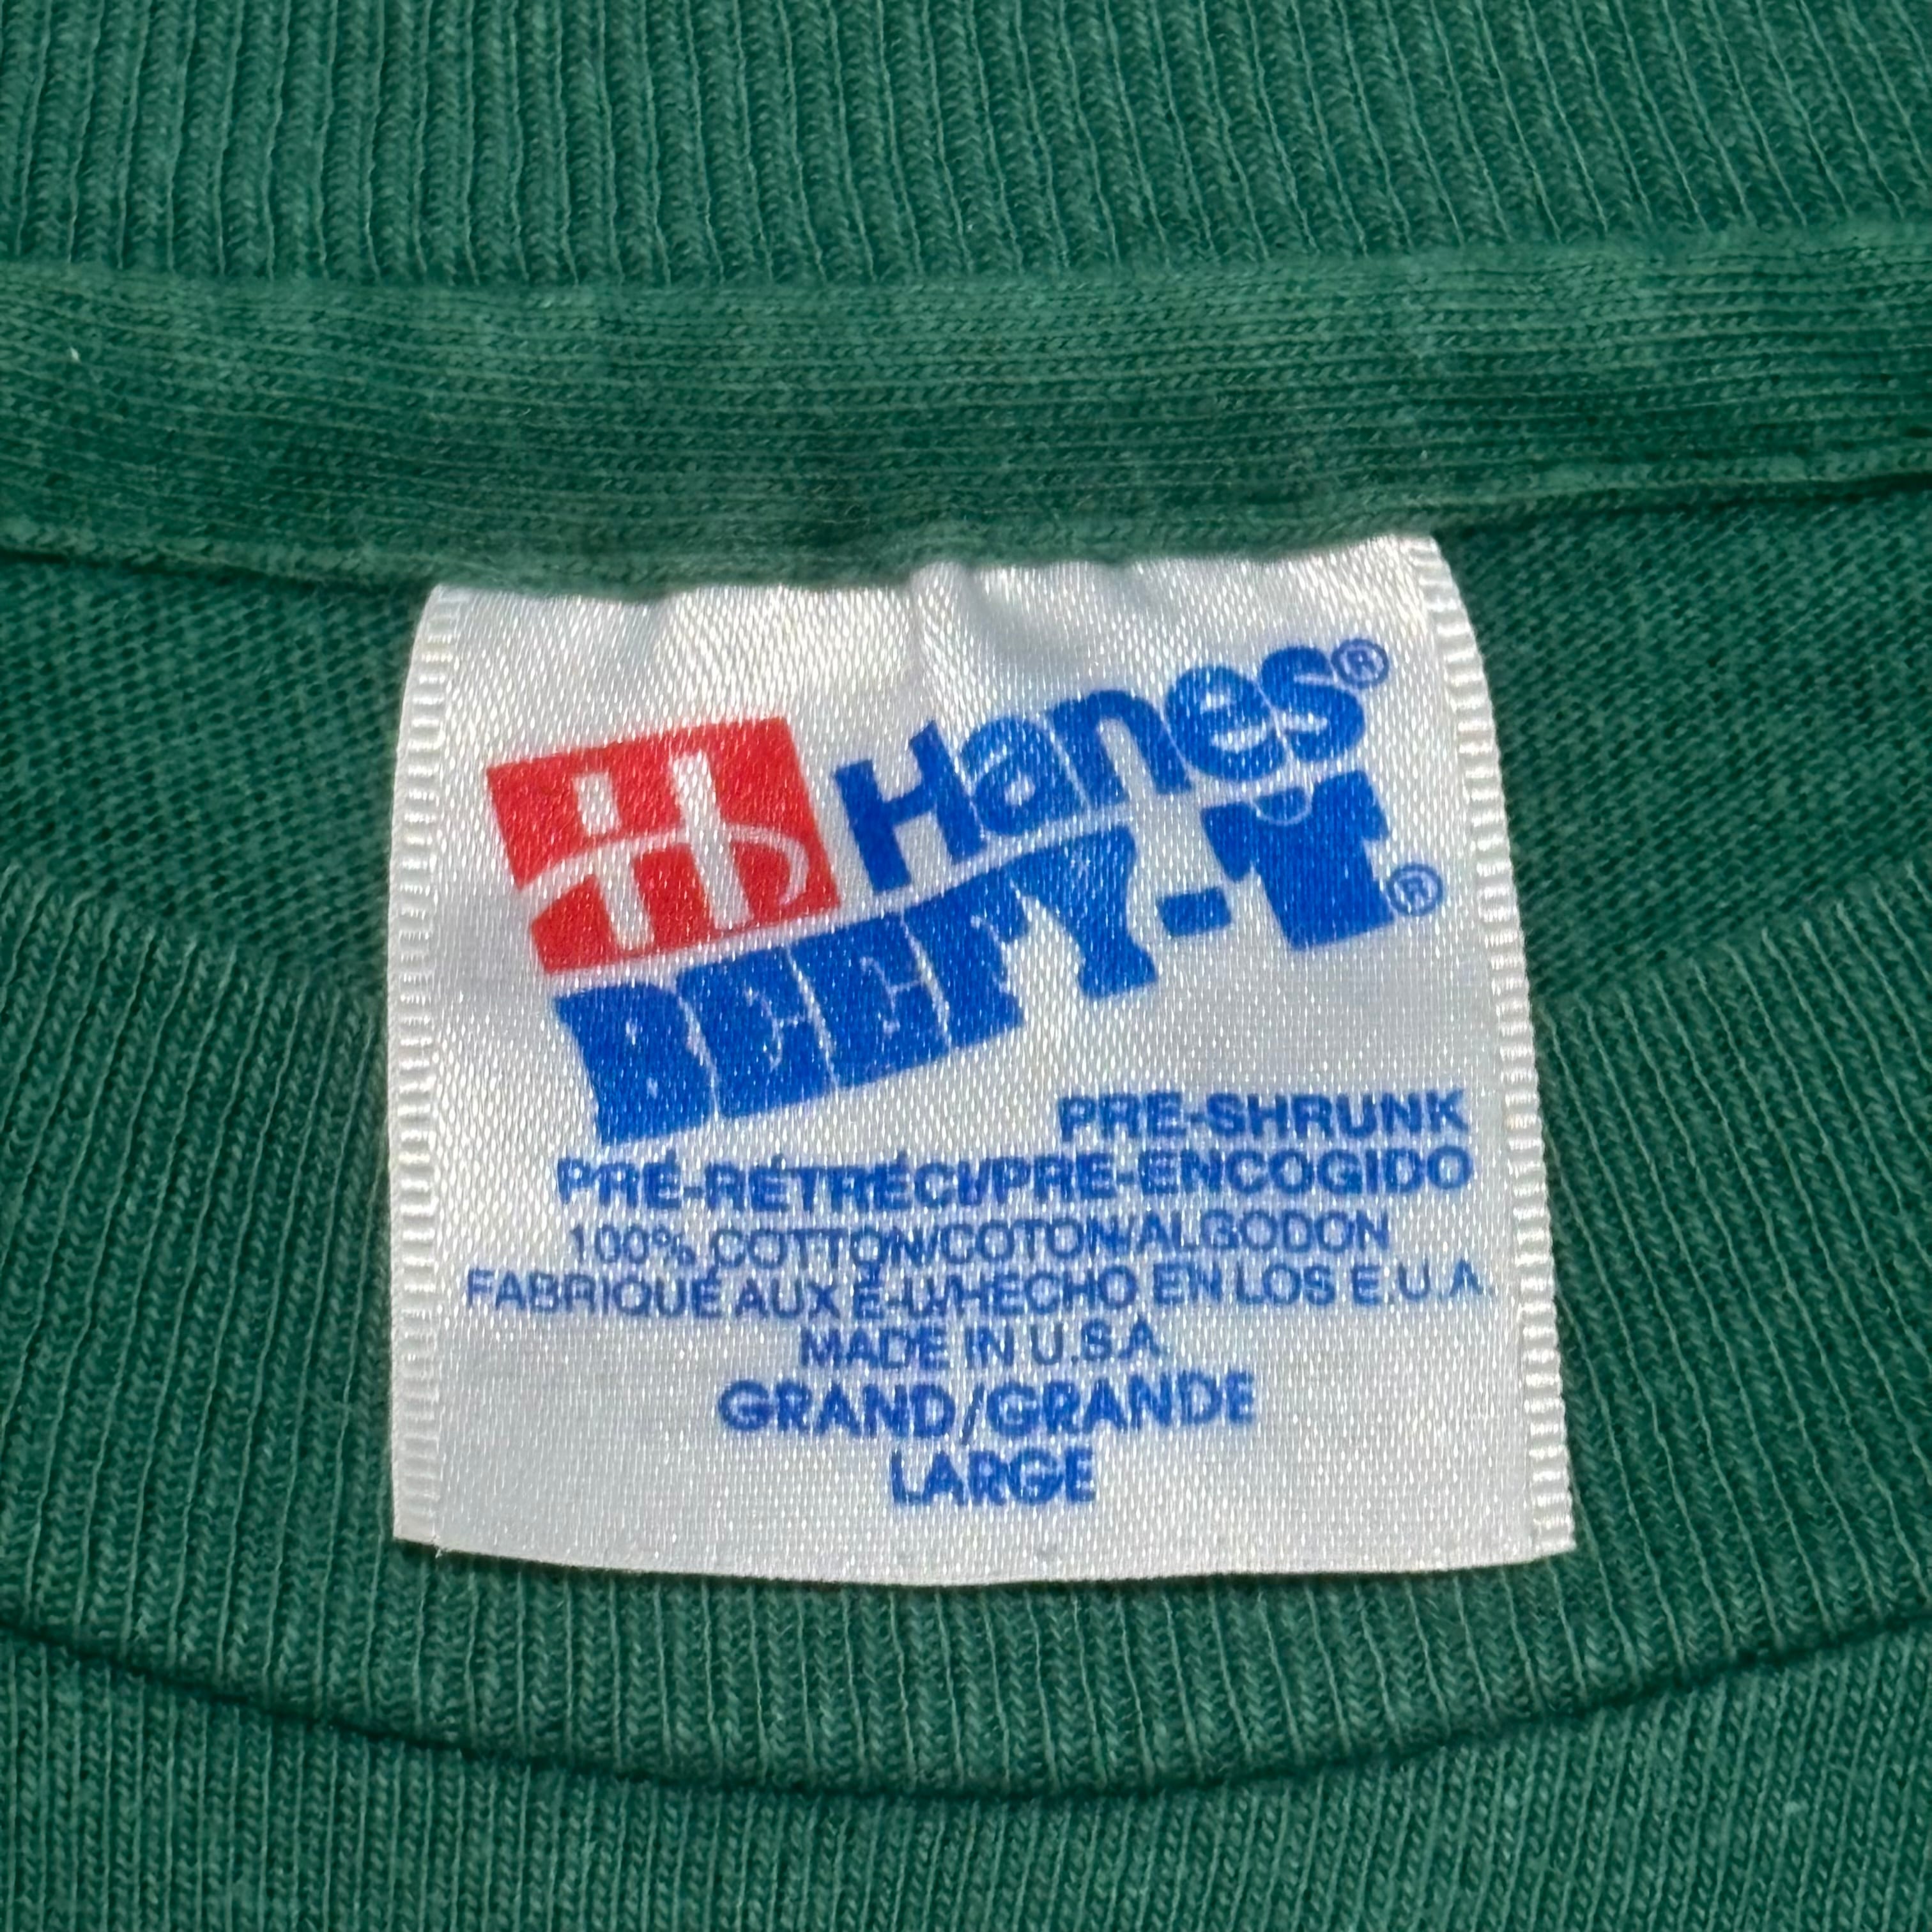 Hanes®
BEEFY-T®
PRE-SHRUNK
PRÉ-RÉTRÉCI/PRE-ENCOGIDO
100% COTTON/COTON/ALGODON
FABRIQUÉ AUX É-U/HECHO EN LOS E.U.A.
MADE IN U.S.A.
GRAND/GRANDE
LARGE